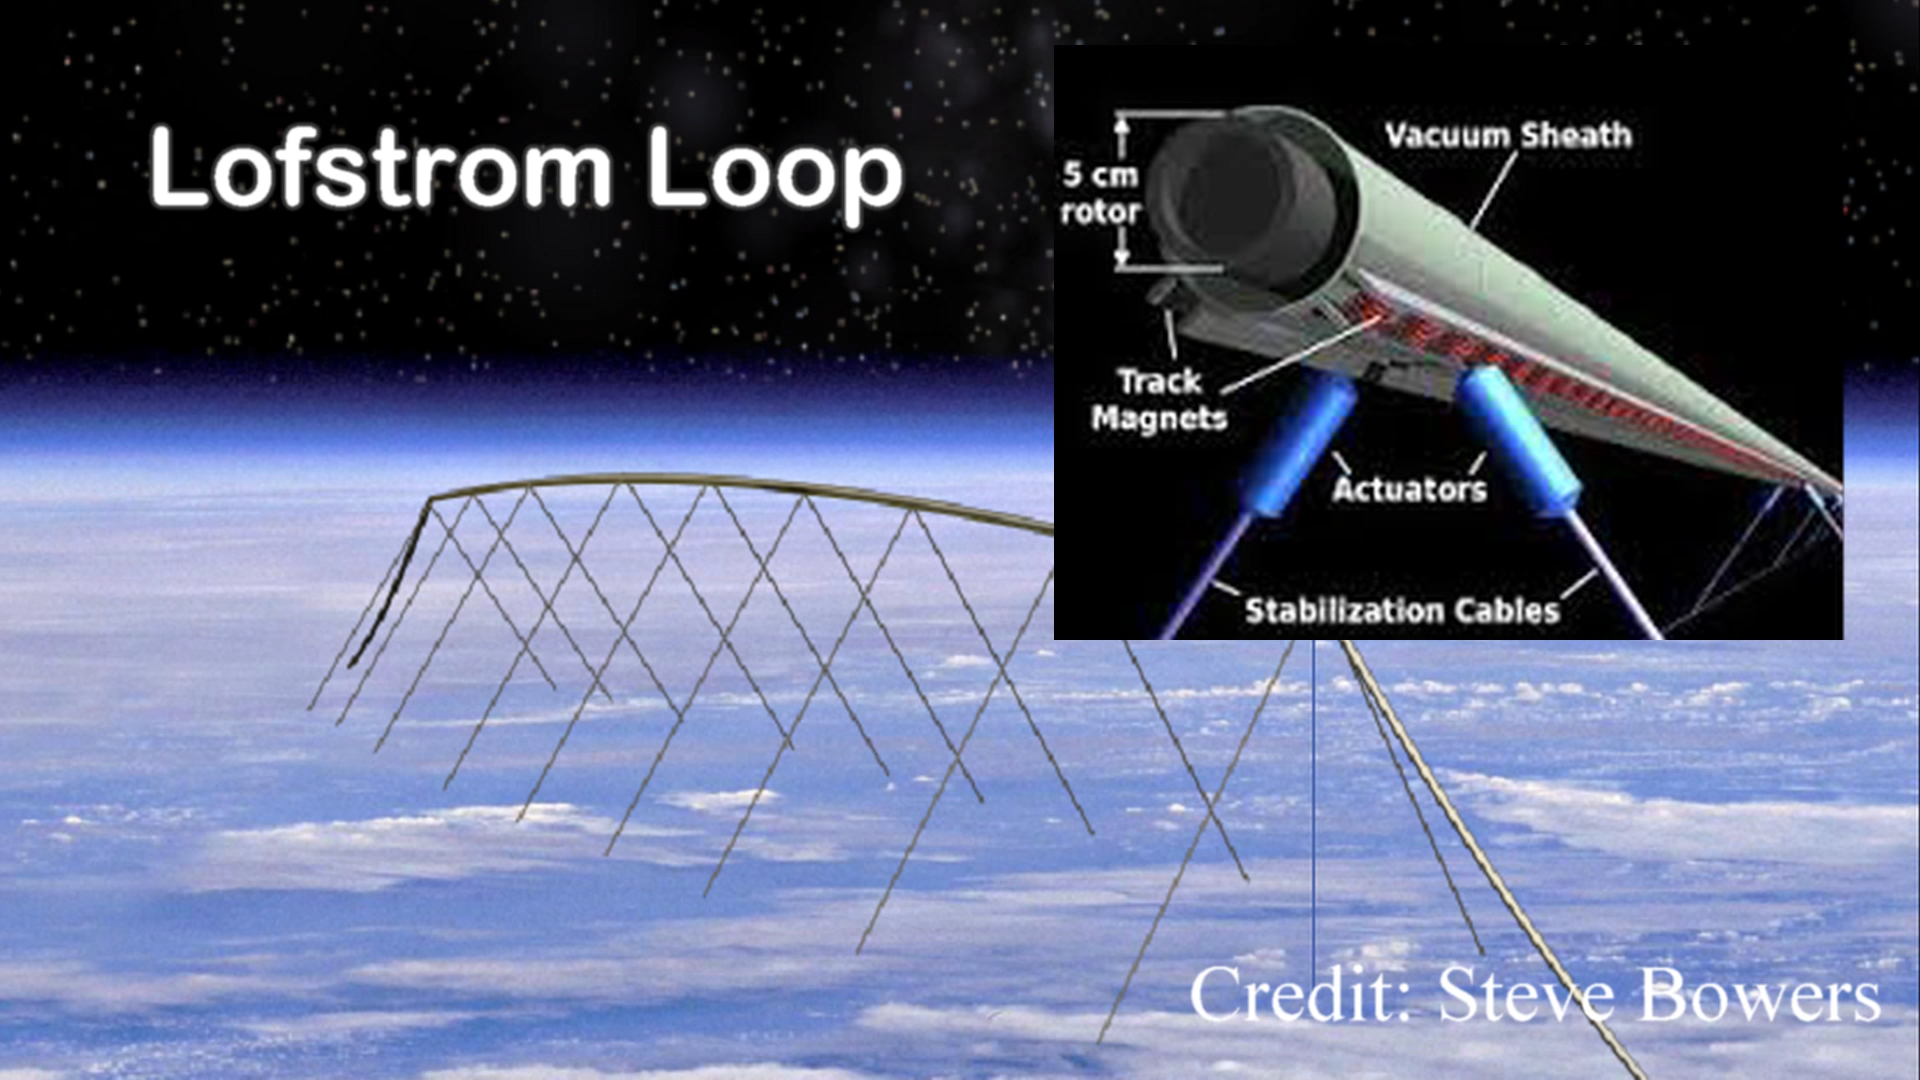 Lofstrom Loop
Vacuum Sheath
5 cm
rotor
Track
Magnets
Actuators
Stabilization Cables
Credit: Steve Bowers